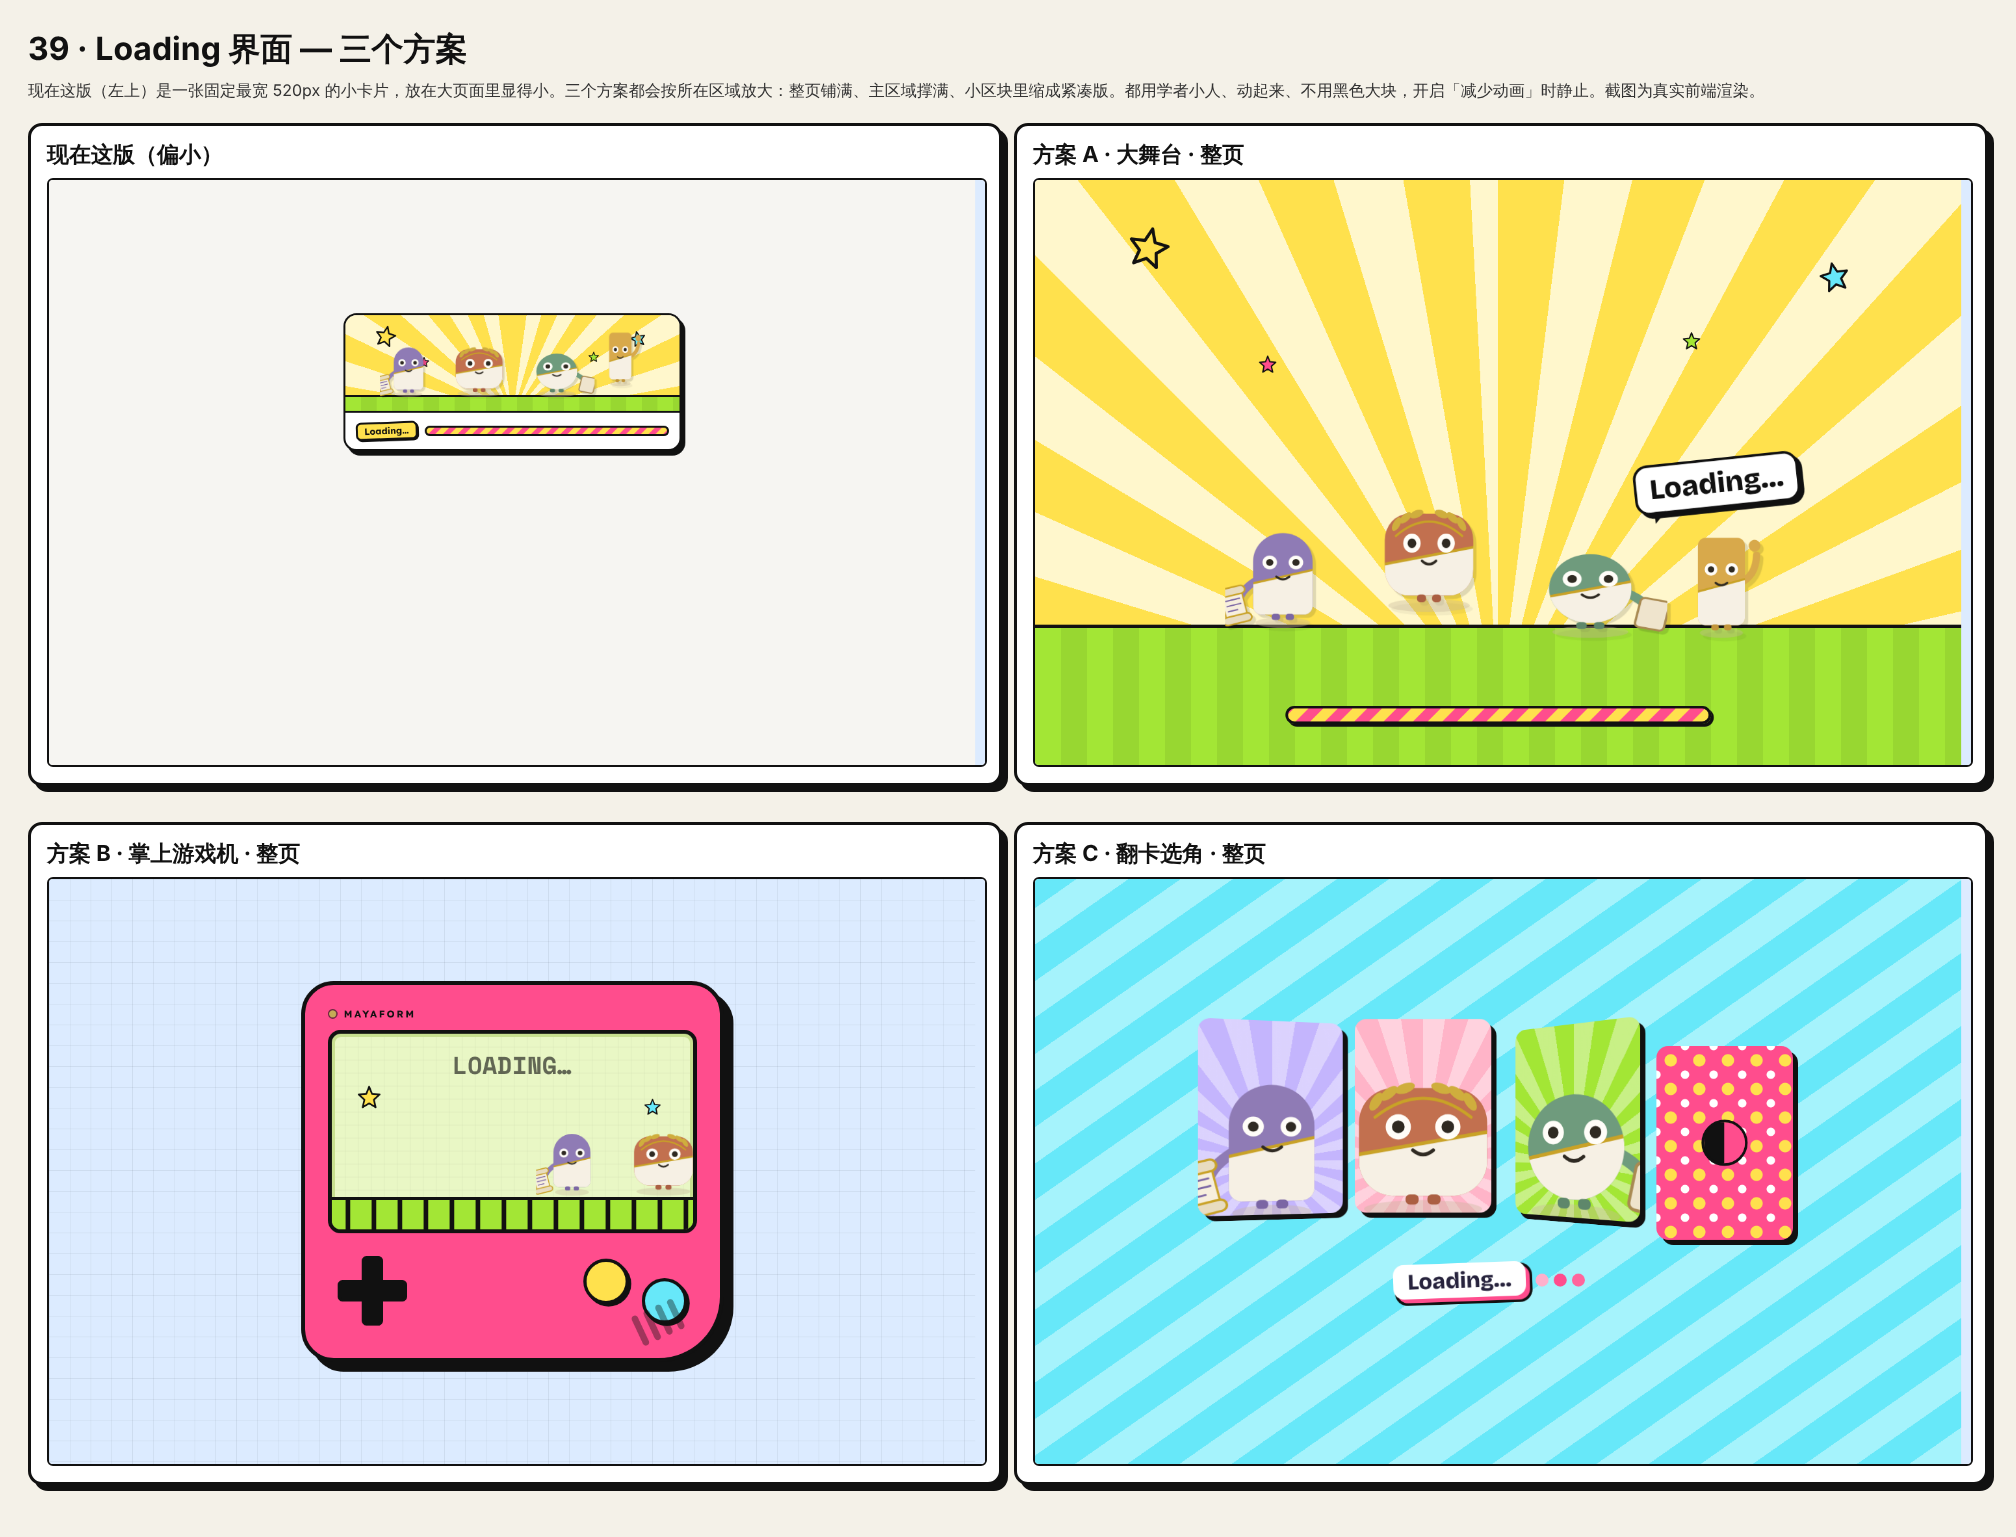 39 · Loading 界面 — 三个方案
现在这版（左上）是一张固定最宽 520px 的小卡片，放在大页面里显得小。三个方案都会按所在区域放大：整页铺满、主区域撑满、小区块里缩成紧凑版。都用学者小人、动起来、不用黑色大块，开启「减少动画」时静止。截图为真实前端渲染。
现在这版（偏小）
Loading...
方案 A · 大舞台 · 整页
Loading...
方案 B · 掌上游戏机 · 整页
MAYAFORM
LOADING…
方案 C · 翻卡选角 · 整页
Loading...